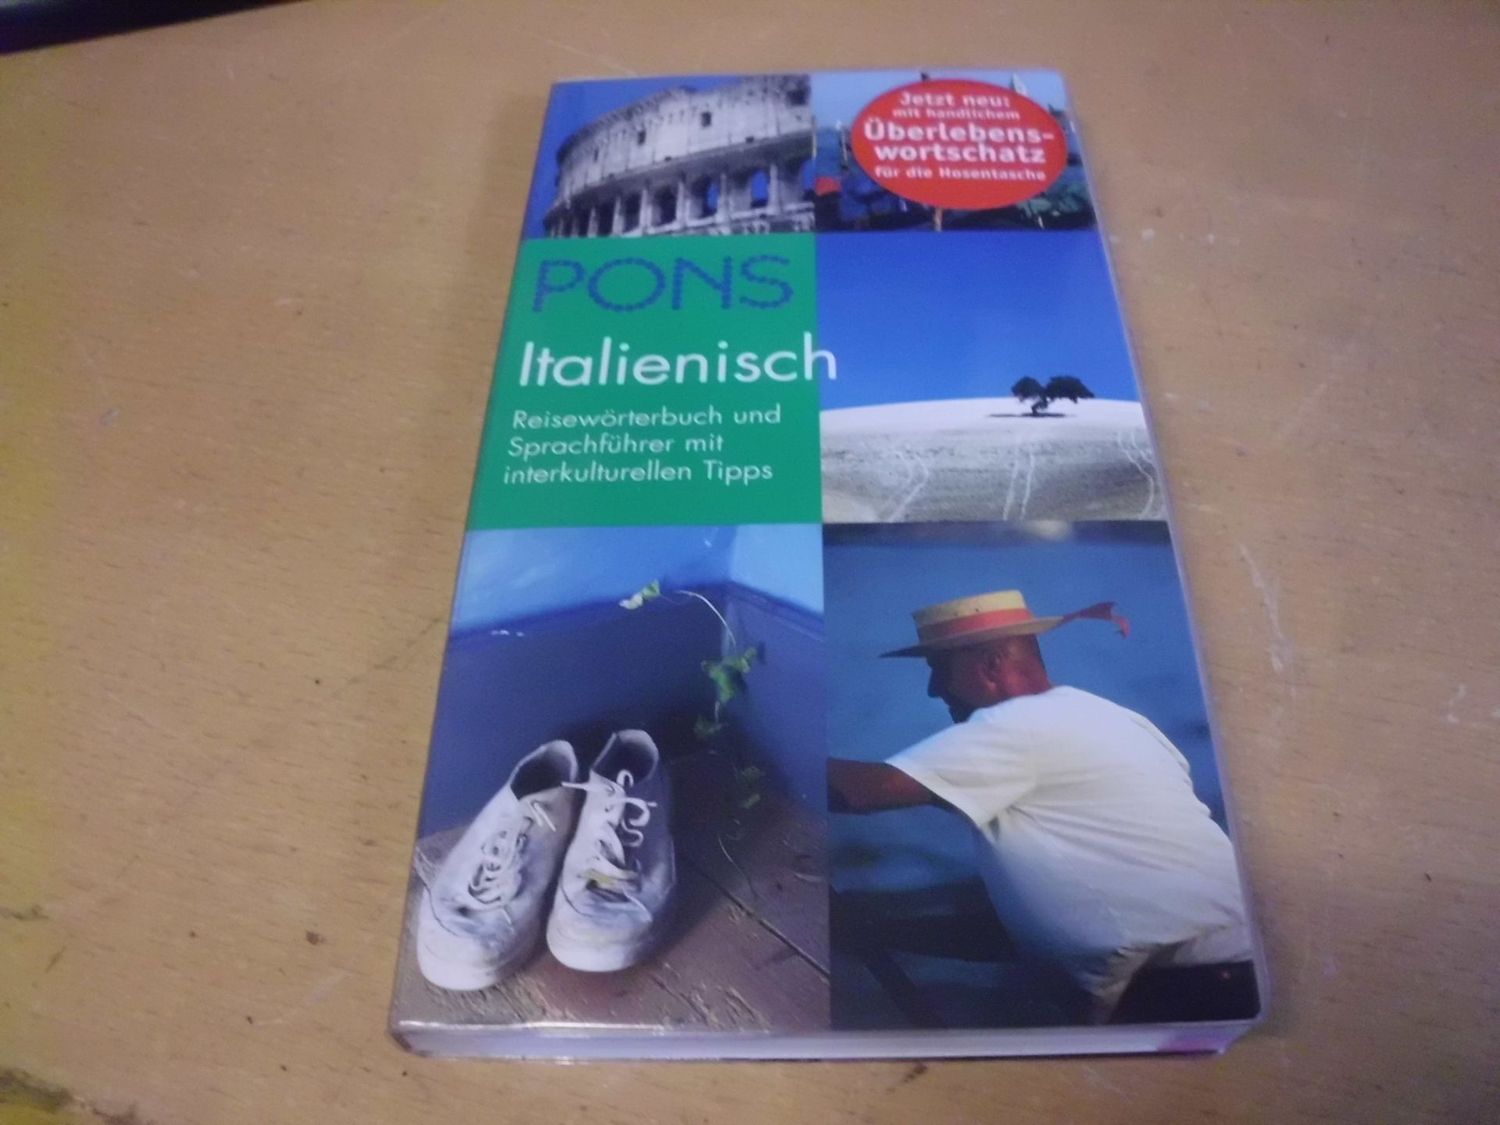 Jetzt neu:
mit handlichem
Überlebens-
wortschatz
für die Hosentasche
PONS
Italienisch
Reisewörterbuch und
Sprachführer mit
interkulturellen Tipps